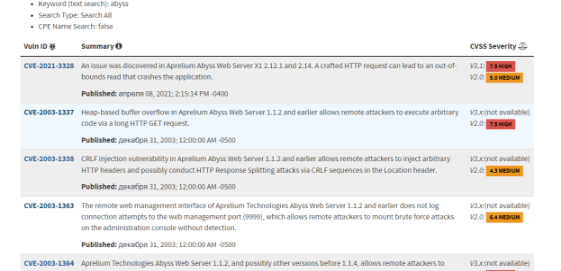 Keyword (text search): abyss
Search Type: Search All
CPE Name Search: false
Vuln ID Summary CVSS Severity
CVE-2021-3328 An issue was discovered in Aprelium Abyss Web Server X1 2.12.1 and 2.14. A crafted HTTP request can lead to an out-of- V3.1: 7.5 HIGH
bounds read that crashes the application. V2.0: 5.0 MEDIUM
Published: апреля 08, 2021; 2:15:14 PM -0400
CVE-2003-1337 Heap-based buffer overflow in Aprelium Abyss Web Server 1.1.2 and earlier allows remote attackers to execute arbitrary V3.x:(not available)
code via a long HTTP GET request. V2.0: 7.5 HIGH
Published: декабря 31, 2003; 12:00:00 AM -0500
CVE-2003-1338 CRLF injection vulnerability in Aprelium Abyss Web Server 1.1.2 and earlier allows remote attackers to inject arbitrary V3.x:(not available)
HTTP headers and possibly conduct HTTP Response Splitting attacks via CRLF sequences in the Location header. V2.0: 4.3 MEDIUM
Published: декабря 31, 2003; 12:00:00 AM -0500
CVE-2003-1363 The remote web management interface of Aprelium Technologies Abyss Web Server 1.1.2 and earlier does not log V3.x:(not available)
connection attempts to the web management port (9999), which allows remote attackers to mount brute force attacks V2.0: 6.4 MEDIUM
on the administration console without detection.
Published: декабря 31, 2003; 12:00:00 AM -0500
CVE-2003-1364 Aprelium Technologies Abyss Web Server 1.1.2, and possibly other versions before 1.1.4, allows remote attackers to V3.x:(not available)